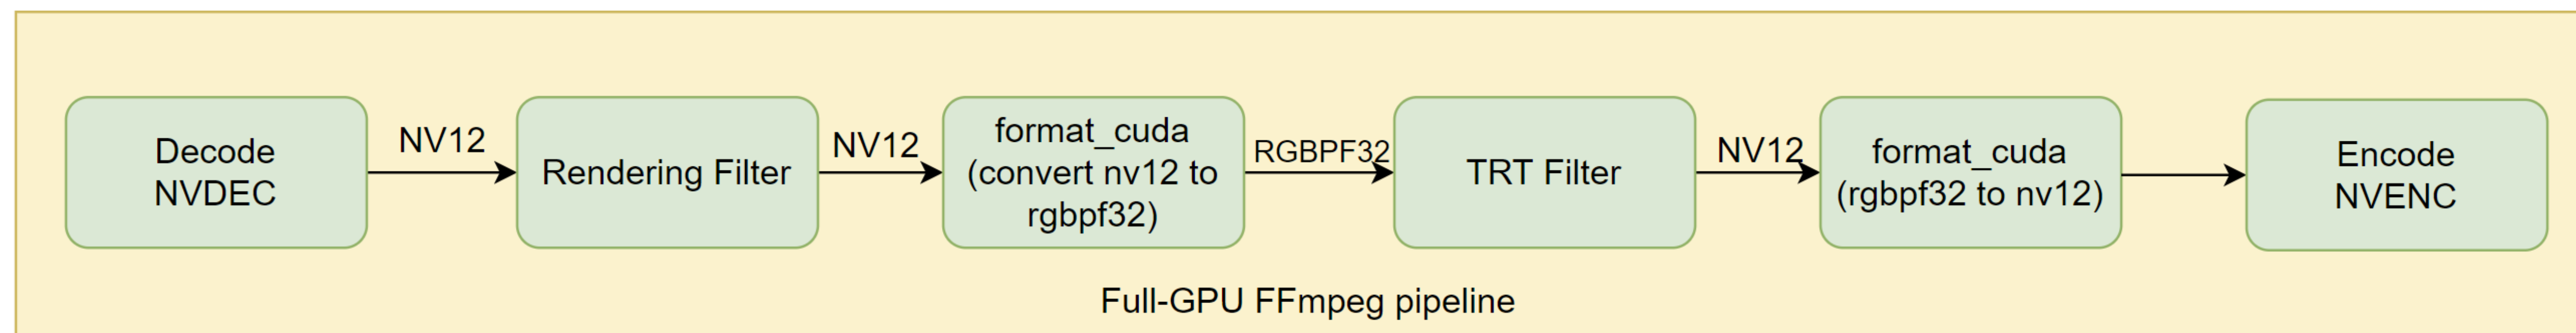 Decode
NVDEC
NV12
Rendering Filter
NV12
format_cuda
(convert nv12 to
rgbpf32)
RGBPF32
TRT Filter
NV12
format_cuda
(rgbpf32 to nv12)
Encode
NVENC
Full-GPU FFmpeg pipeline